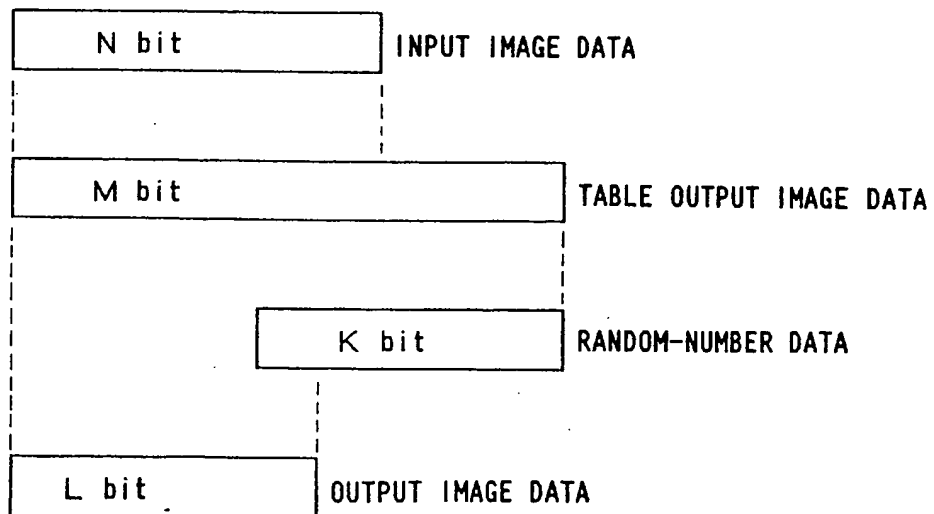 N bit INPUT IMAGE DATA
M bit TABLE OUTPUT IMAGE DATA
K bit RANDOM-NUMBER DATA
L bit OUTPUT IMAGE DATA